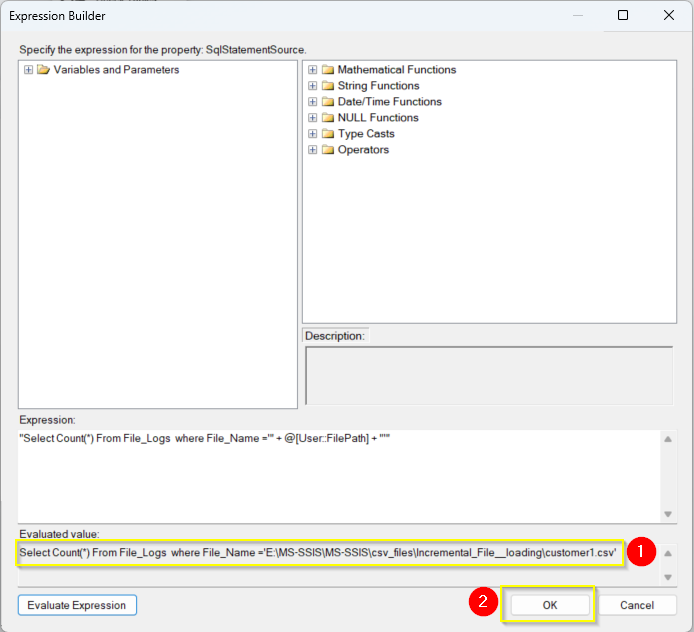 Expression Builder
Specify the expression for the property: SqlStatementSource.
Variables and Parameters
Mathematical Functions
String Functions
Date/Time Functions
NULL Functions
Type Casts
Operators
Description:
Expression:
"Select Count(*) From File_Logs  where File_Name ='" + @[User::FilePath] + "'"
Evaluated value:
Select Count(*) From File_Logs  where File_Name ='E:\MS-SSIS\MS-SSIS\csv_files\Incremental_File__loading\customer1.csv'
1
Evaluate Expression
2
OK
Cancel